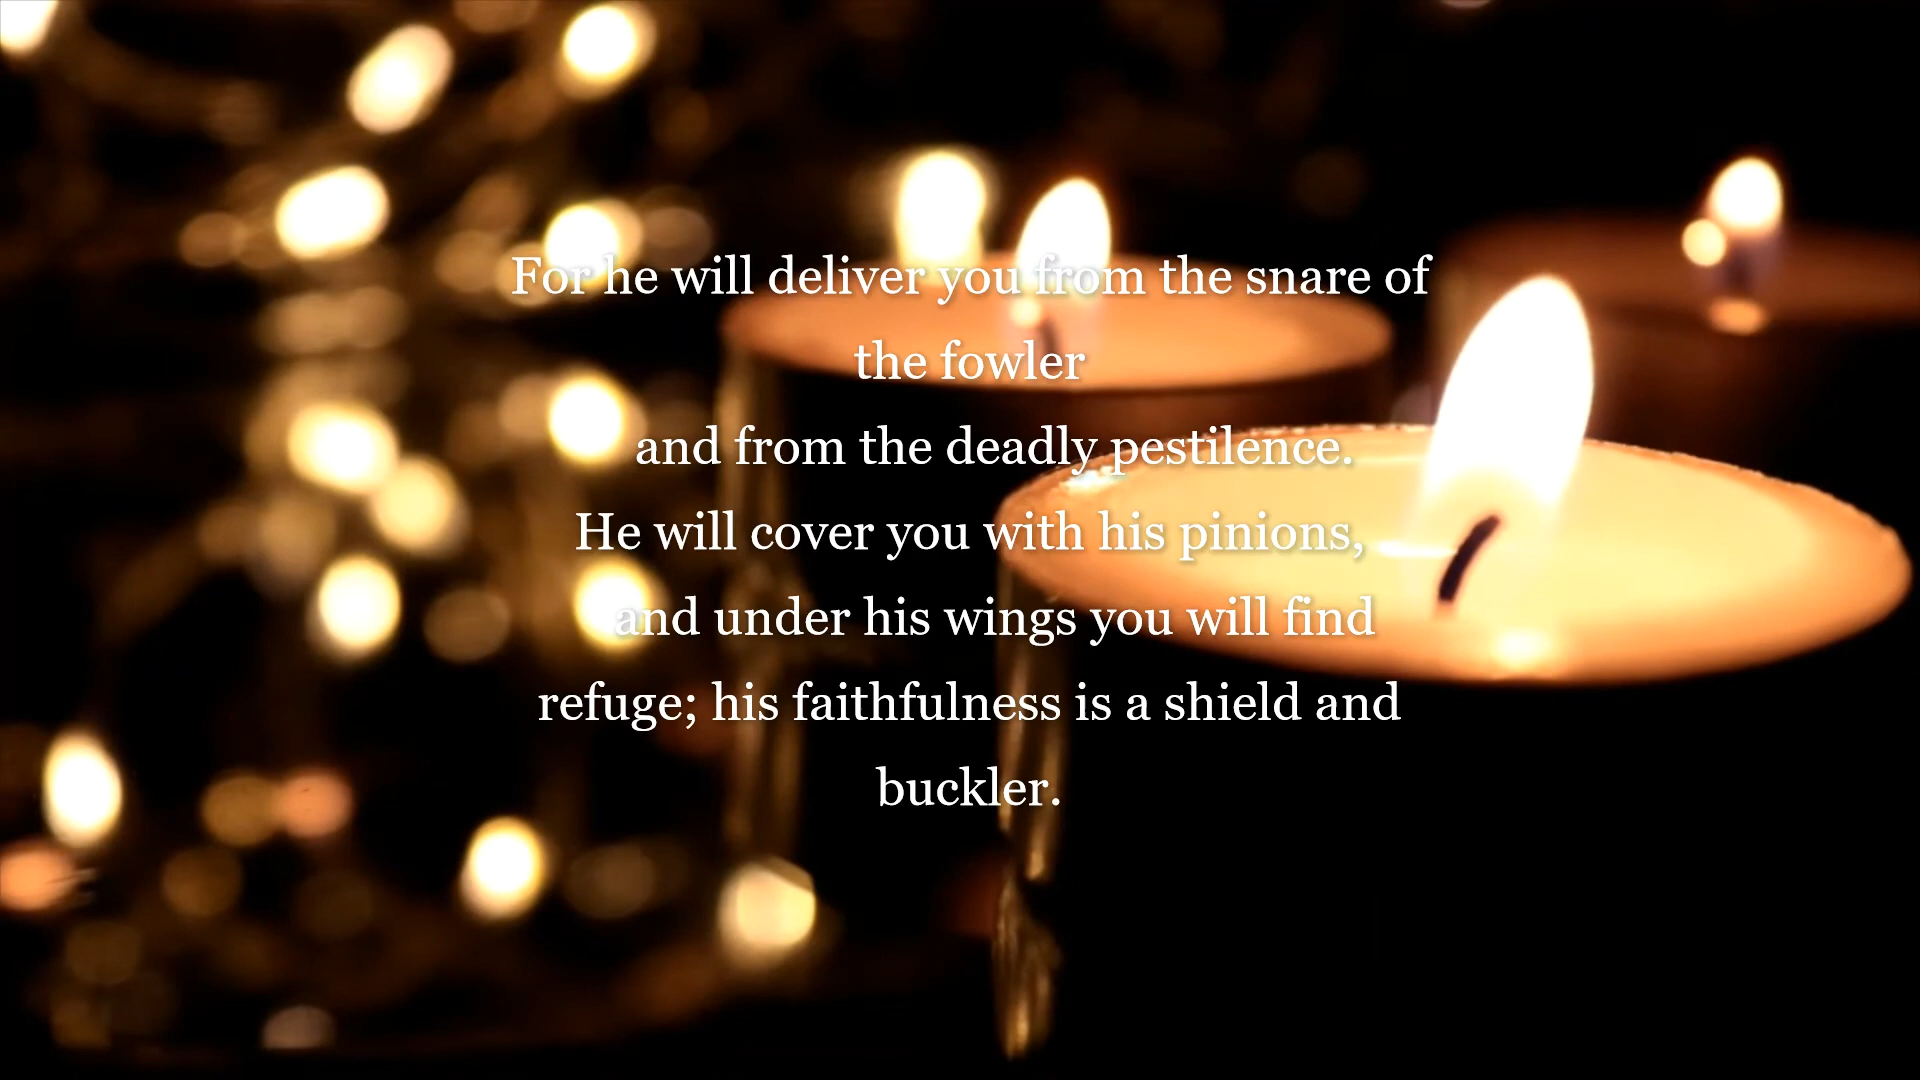 For he will deliver you from the snare of
the fowler
and from the deadly pestilence.
He will cover you with his pinions,
and under his wings you will find
refuge; his faithfulness is a shield and
buckler.